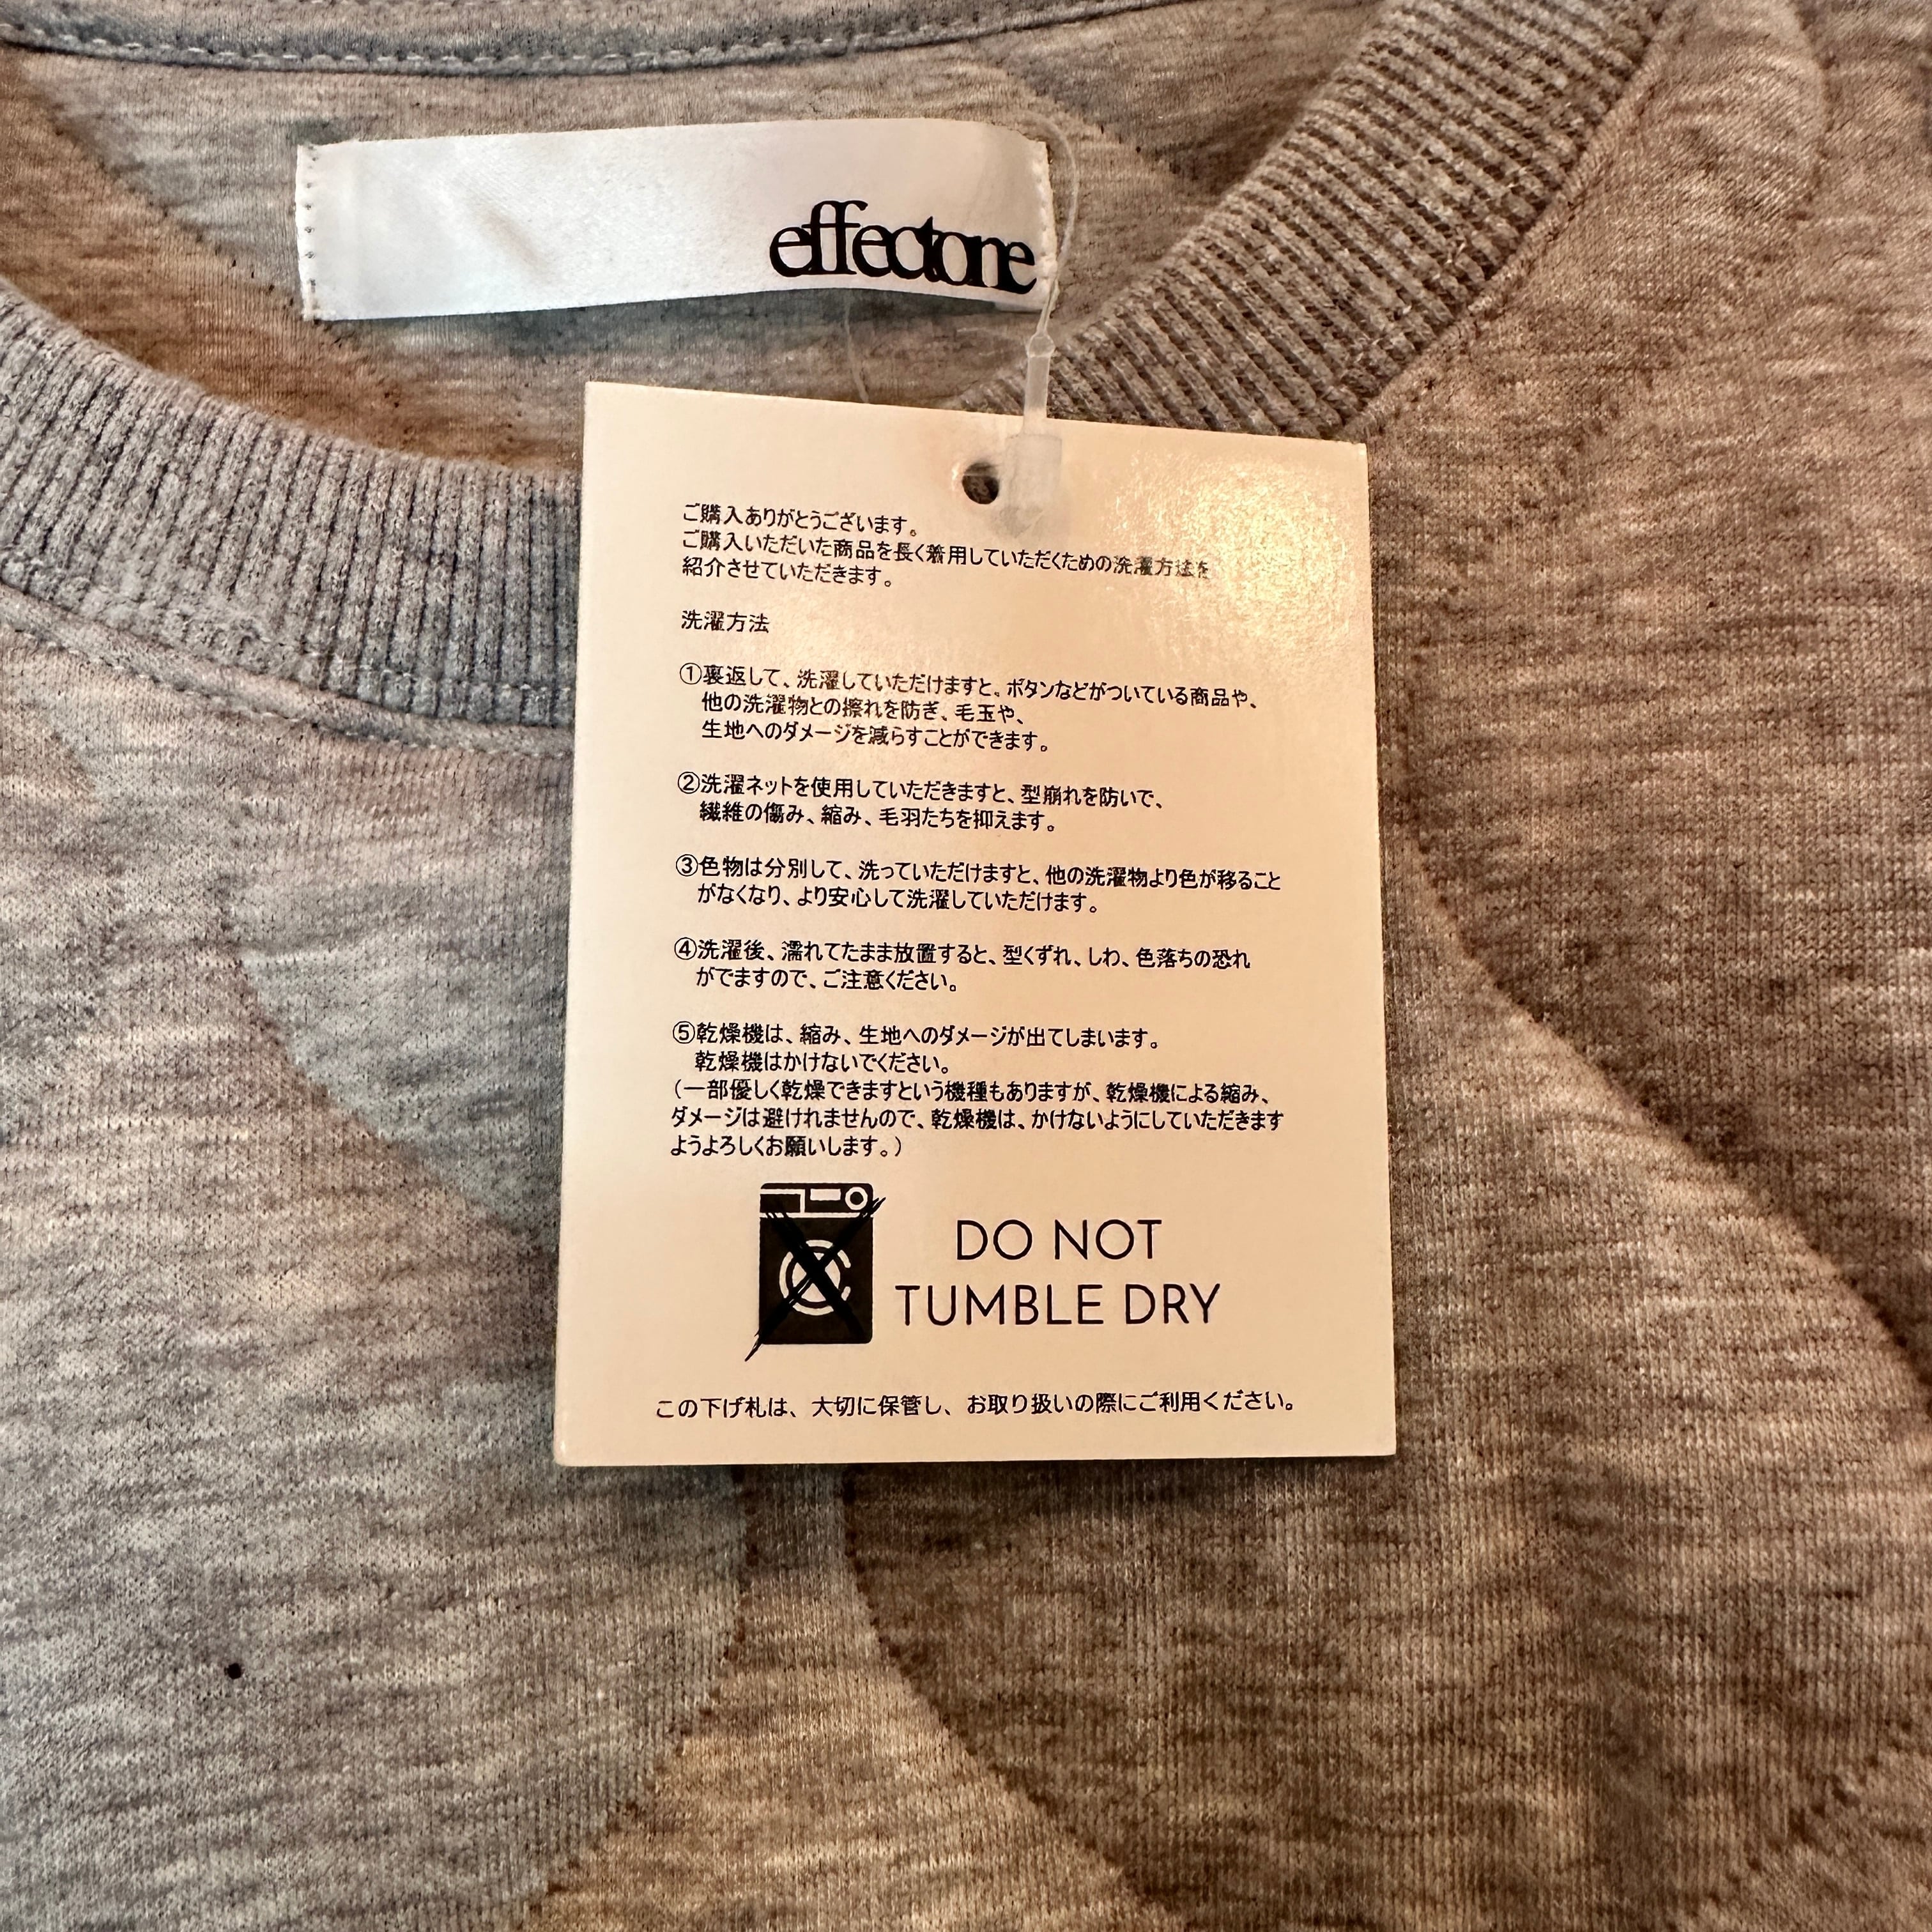 effectone
ご購入ありがとうございます。
ご購入いただいた商品を長く着用していただくための洗濯方法を
紹介させていただきます。
洗濯方法
①裏返して、洗濯していただけますと、ボタンなどがついている商品や、
他の洗濯物との擦れを防ぎ、毛玉や、
生地へのダメージを減らすことができます。
②洗濯ネットを使用していただきますと、型崩れを防いで、
繊維の傷み、縮み、毛羽たちを抑えます。
③色物は分別して、洗っていただけますと、他の洗濯物より色が移ること
がなくなり、より安心して洗濯していただけます。
④洗濯後、濡れてたまま放置すると、型くずれ、しわ、色落ちの恐れ
がでますので、ご注意ください。
⑤乾燥機は、縮み、生地へのダメージが出てしまいます。
乾燥機はかけないでください。
（一部優しく乾燥できますという機種もありますが、乾燥機による縮み、
ダメージは避けれませんので、乾燥機は、かけないようにしていただきます
ようよろしくお願いします。）
DO NOT
TUMBLE DRY
この下げ札は、大切に保管し、お取り扱いの際にご利用ください。